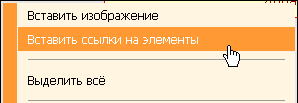 Вставить изображение
Вставить ссылки на элементы
Выделить всё